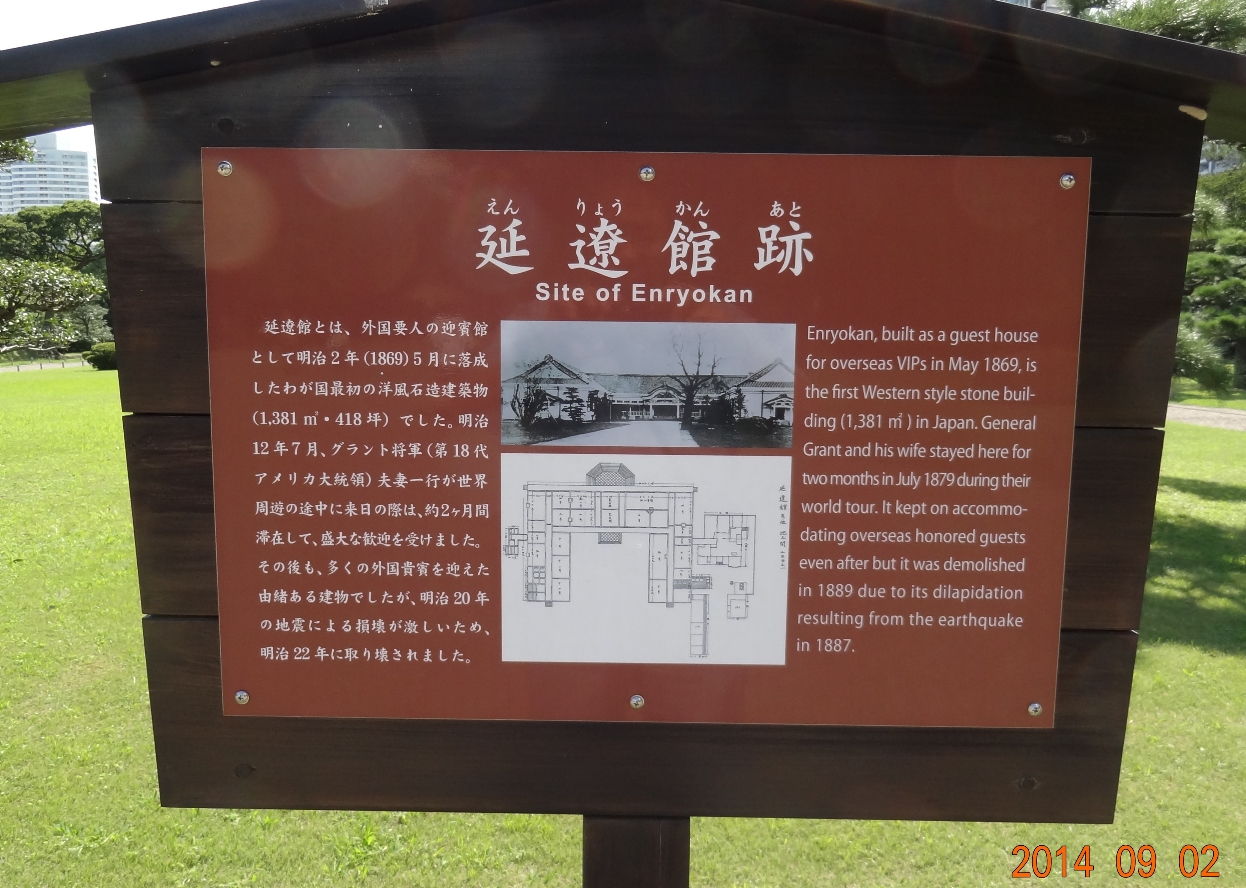 えん りょう かん あと
延遼館跡
Site of Enryokan
延遼館とは、外国要人の迎賓館
として明治2年(1869)5月に落成
したわが国最初の洋風石造建築物
(1,381㎡・418坪)でした。明治
12年7月、グラント将軍(第18代
アメリカ大統領)夫妻一行が世界
周遊の途中に来日の際は、約2ヶ月間
滞在して、盛大な歓迎を受けました。
その後も、多くの外国貴賓を迎えた
由緒ある建物でしたが、明治20年
の地震による損壊が激しいため、
明治22年に取り壊されました。
Enryokan, built as a guest house
for overseas VIPs in May 1869, is
the first Western style stone buil-
ding (1,381 ㎡ ) in Japan. General
Grant and his wife stayed here for
two months in July 1879 during their
world tour. It kept on accommo-
dating overseas honored guests
even after but it was demolished
in 1889 due to its dilapidation
resulting from the earthquake
in 1887.
2014 09 02